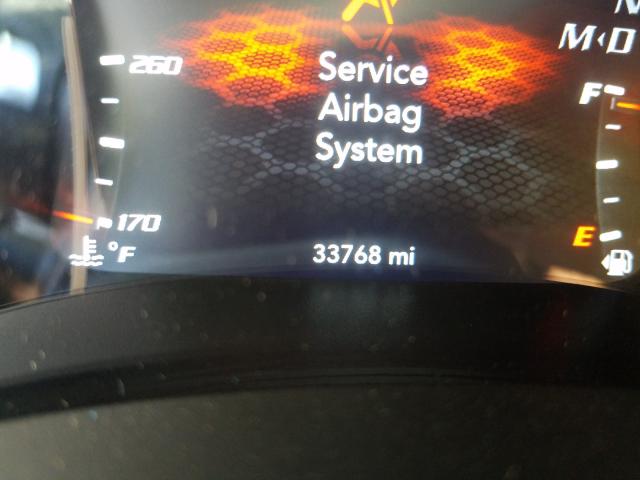 260
M‹D
Service
F
Airbag
System
170
E
°F
33768 mi